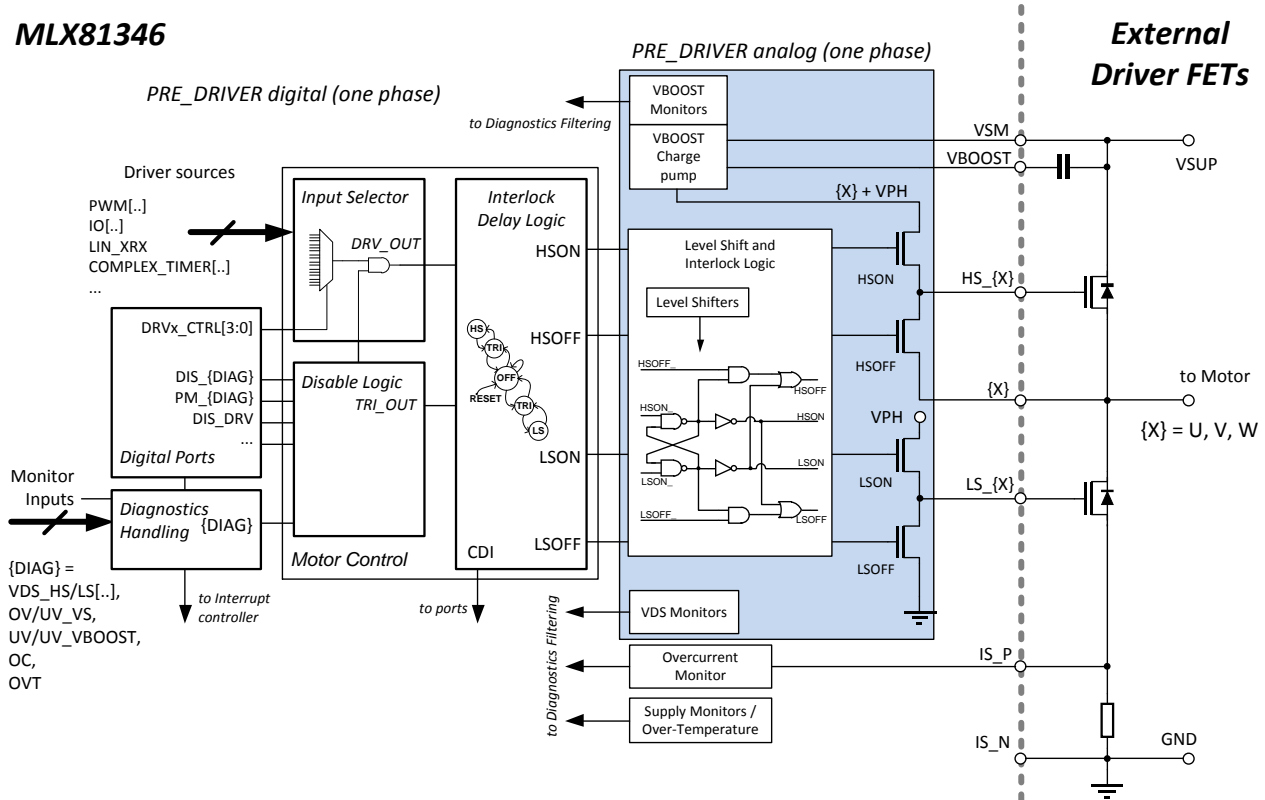 MLX81346
External
Driver FETs
PRE_DRIVER analog (one phase)
PRE_DRIVER digital (one phase)
VBOOST
Monitors
to Diagnostics Filtering
VBOOST
Charge
pump
VSM
VBOOST
VSUP
{X} + VPH
Driver sources
PWM[..]
IO[..]
LIN_XRX
COMPLEX_TIMER[..]
...
Input Selector
DRV_OUT
Interlock
Delay Logic
HSON
HSOFF
LSON
LSOFF
HS
TRI
OFF
RESET
TRI
LS
CDI
Level Shift and
Interlock Logic
Level Shifters
HSOFF_
HSOFF
HSON_
HSON
LSON
LSON_
LSOFF_
LSOFF
HSON
HS_{X}
HSOFF
{X}
to Motor
{X} = U, V, W
VPH
LSON
LS_{X}
LSOFF
DRVx_CTRL[3:0]
DIS_{DIAG}
PM_{DIAG}
DIS_DRV
...
Digital Ports
Disable Logic
TRI_OUT
Motor Control
Monitor
Inputs
Diagnostics
Handling
{DIAG}
{DIAG} =
VDS_HS/LS[..],
OV/UV_VS,
UV/UV_VBOOST,
OC,
OVT
to Interrupt
controller
to ports
to Diagnostics Filtering
VDS Monitors
Overcurrent
Monitor
IS_P
Supply Monitors /
Over-Temperature
IS_N
GND